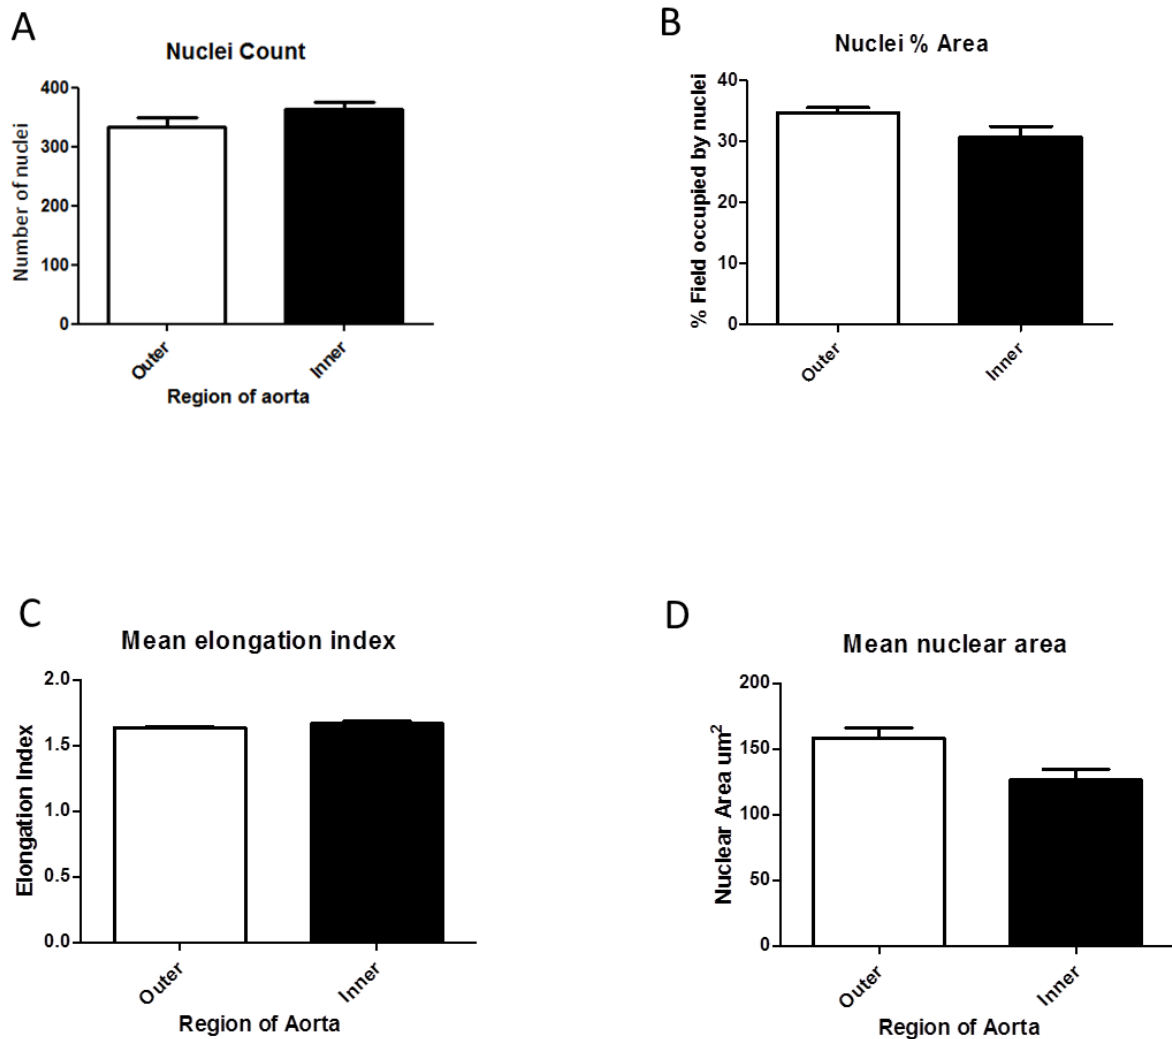 A
Nuclei Count
Number of nuclei
400
300
200
100
0
Outer
Inner
Region of aorta
B
Nuclei % Area
% Field occupied by nuclei
40
30
20
10
0
Outer
Inner
C
Mean elongation index
Elongation Index
2.0
1.5
1.0
0.5
0.0
Outer
Inner
Region of Aorta
D
Mean nuclear area
Nuclear Area um²
200
150
100
50
0
Outer
Inner
Region of Aorta